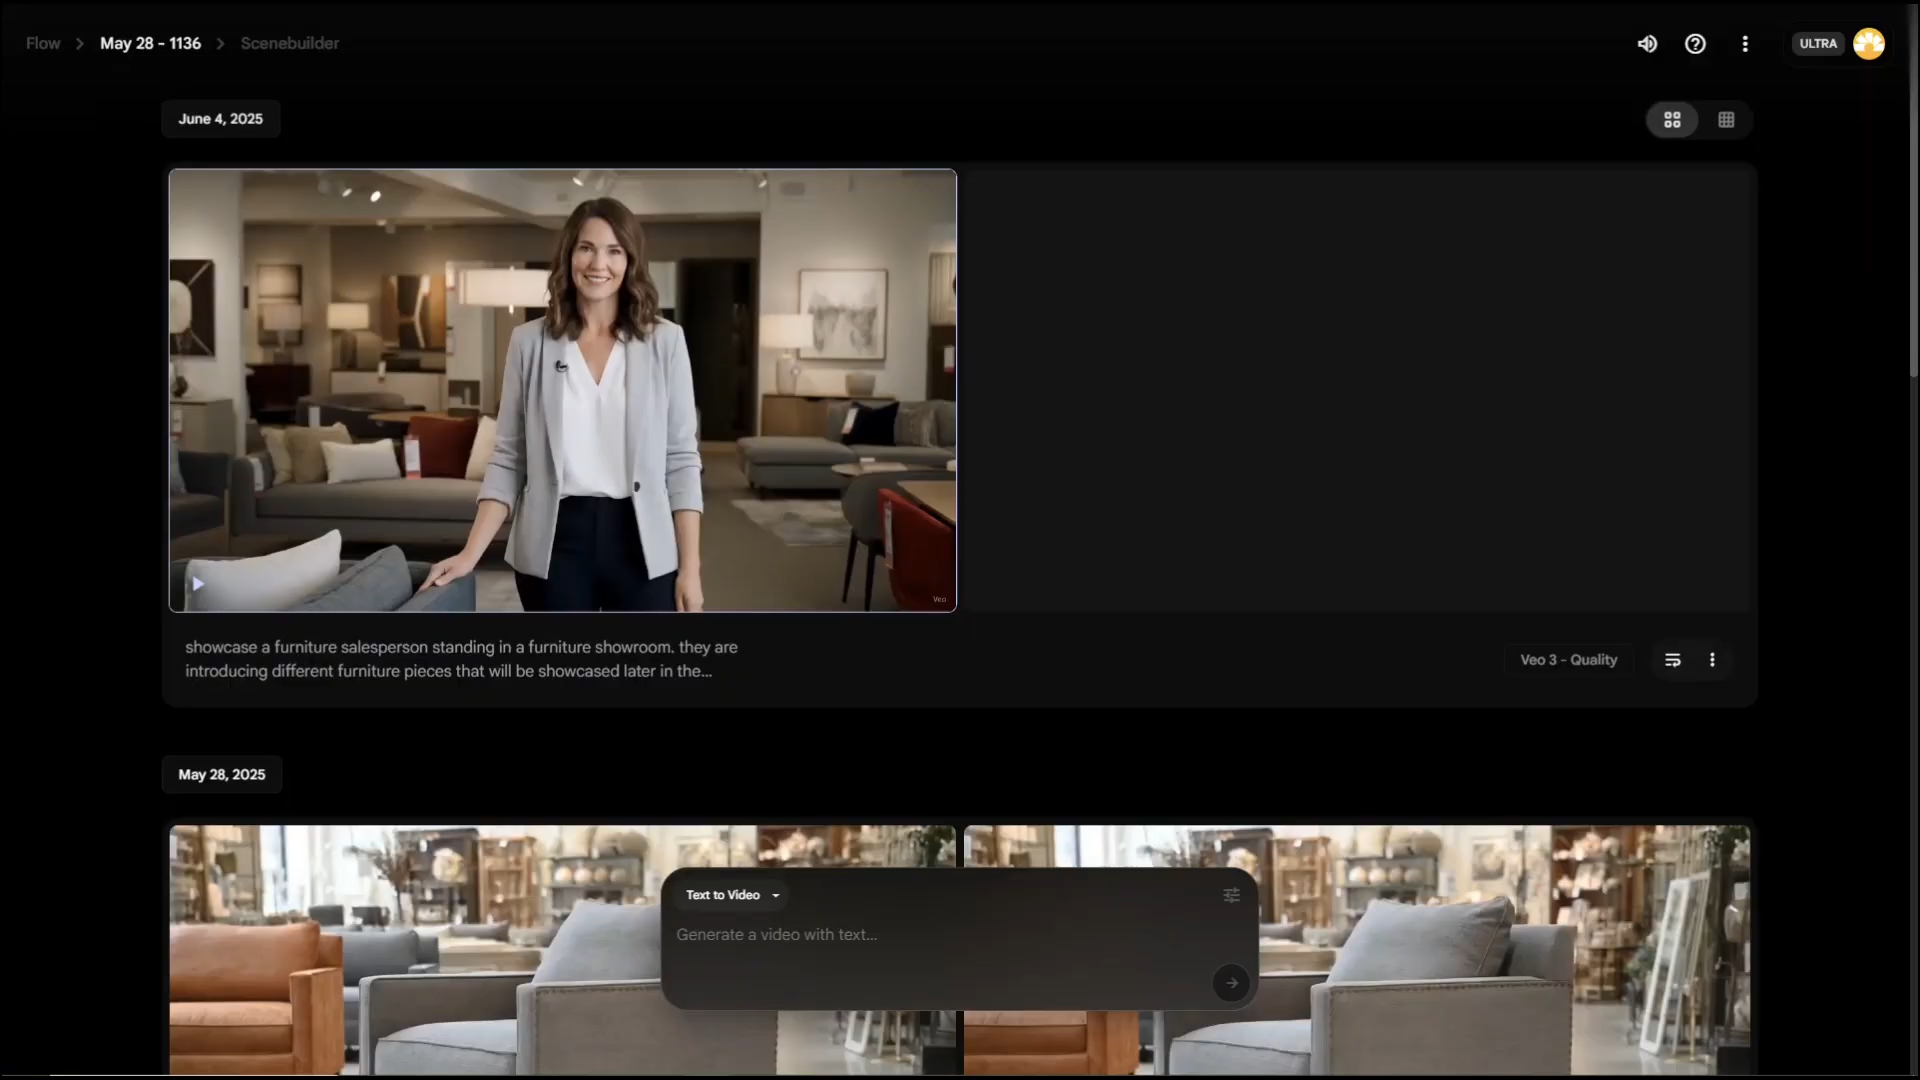 Flow > May 28 - 1136 > Scenebuilder
ULTRA
June 4, 2025
Veo
showcase a furniture salesperson standing in a furniture showroom. they are
introducing different furniture pieces that will be showcased later in the...
Veo 3 - Quality
May 28, 2025
Text to Video
Generate a video with text...